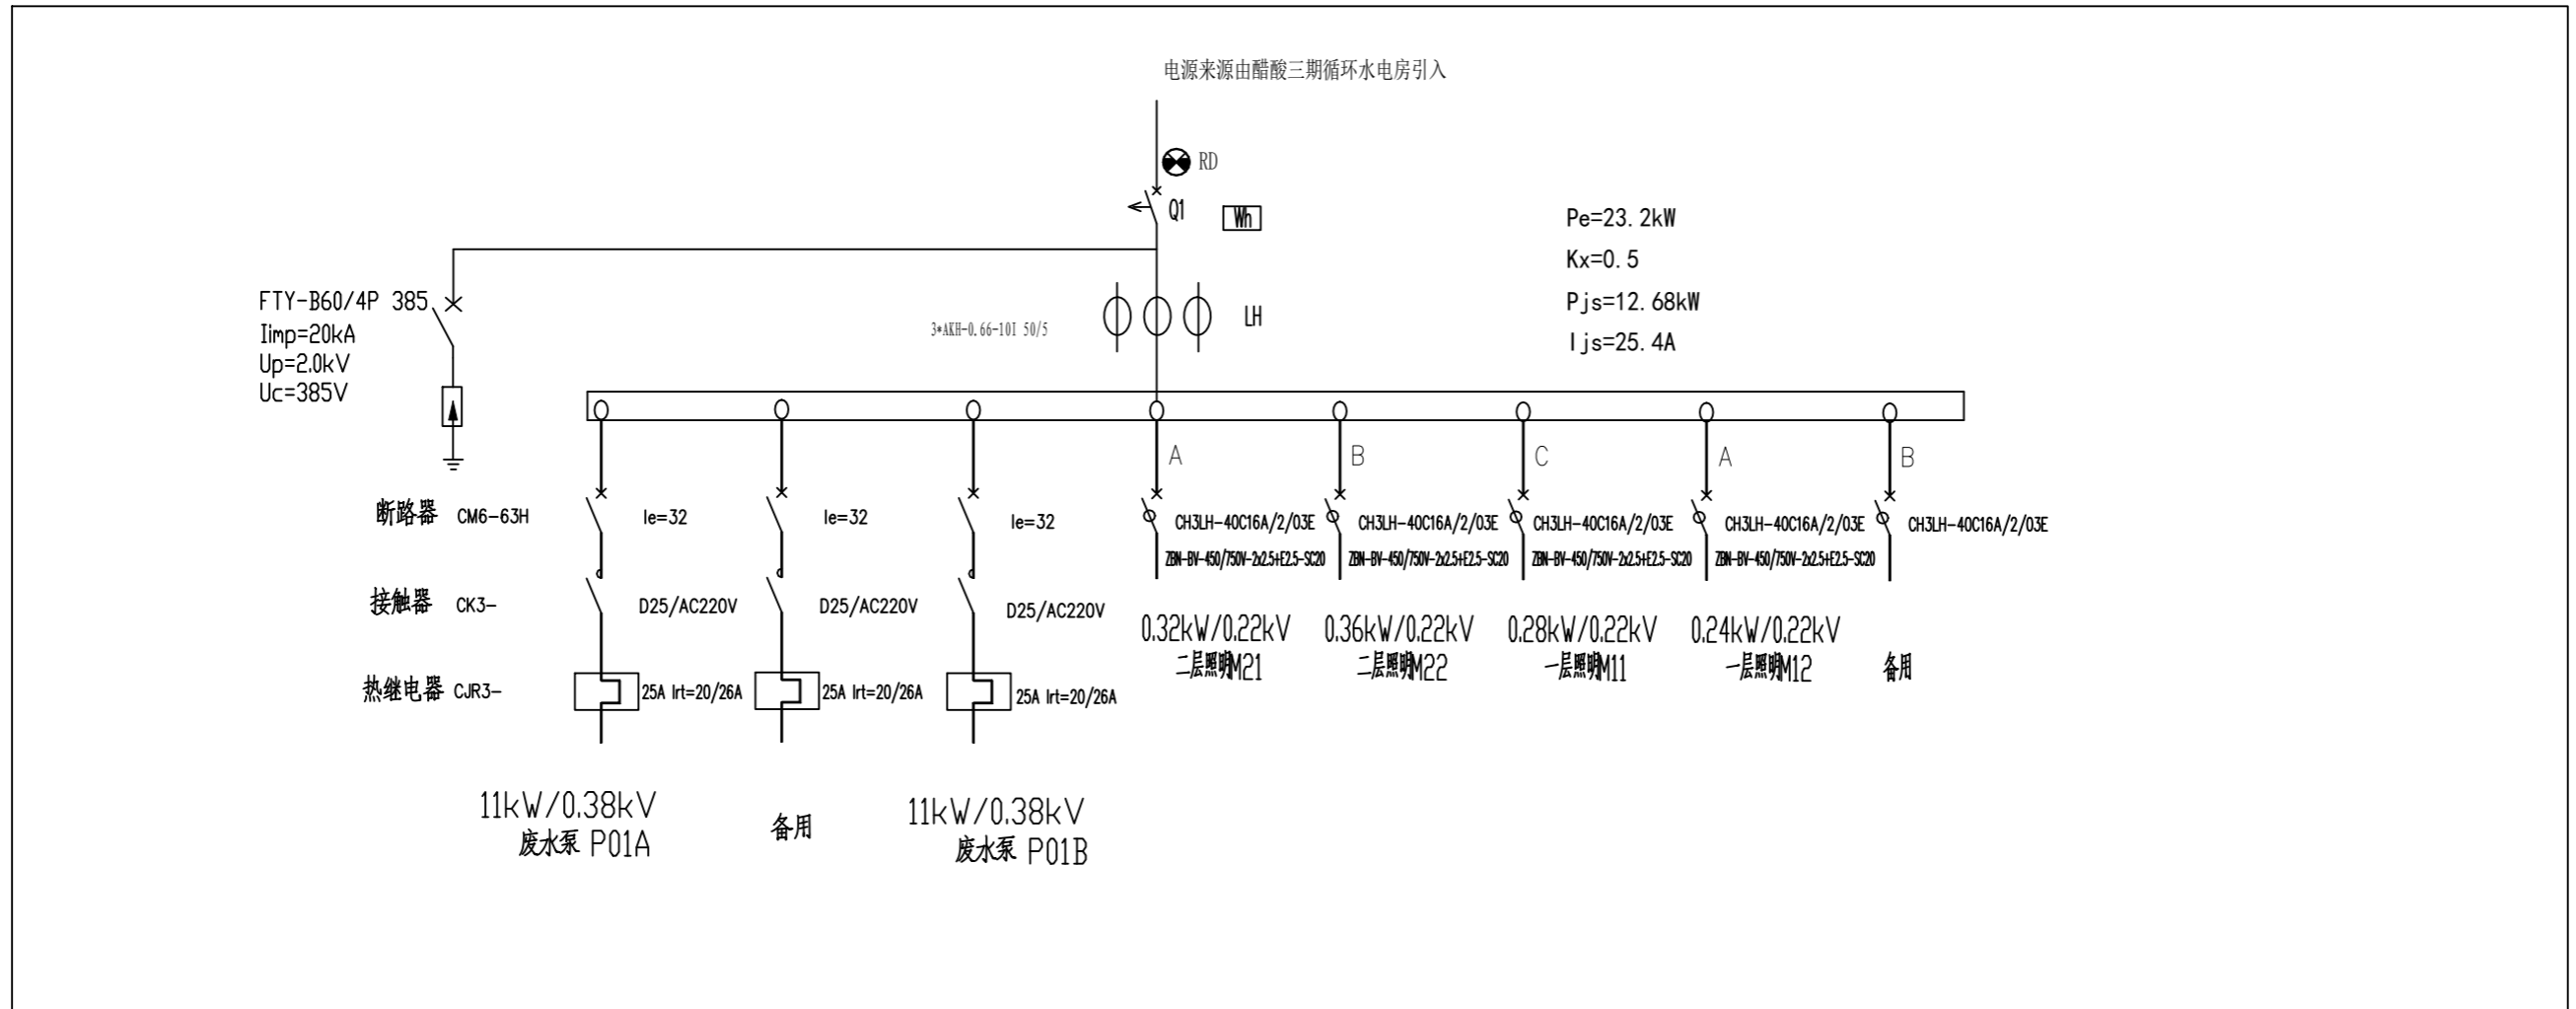 电源来源由醋酸三期循环水电房引入
RD
Q1
Wh
Pe=23.2kW
Kx=0.5
Pjs=12.68kW
Ijs=25.4A
FTY-B60/4P 385
Iimp=20kA
Up=2.0kV
Uc=385V
3*AKH-0.66-10I 50/5
LH
A
B
C
A
B
断路器 CM6-63H
Ie=32
Ie=32
Ie=32
CH3LH-40C16A/2/03E
CH3LH-40C16A/2/03E
CH3LH-40C16A/2/03E
CH3LH-40C16A/2/03E
CH3LH-40C16A/2/03E
ZBN-BV-450/750V-2x2.5+E2.5-SC20
ZBN-BV-450/750V-2x2.5+E2.5-SC20
ZBN-BV-450/750V-2x2.5+E2.5-SC20
ZBN-BV-450/750V-2x2.5+E2.5-SC20
接触器 CK3-
D25/AC220V
D25/AC220V
D25/AC220V
0.32kW/0.22kV
二层照明M21
0.36kW/0.22kV
二层照明M22
0.28kW/0.22kV
一层照明M11
0.24kW/0.22kV
一层照明M12
备用
热继电器 CJR3-
25A Irt=20/26A
25A Irt=20/26A
25A Irt=20/26A
11kW/0.38kV
废水泵 P01A
备用
11kW/0.38kV
废水泵 P01B